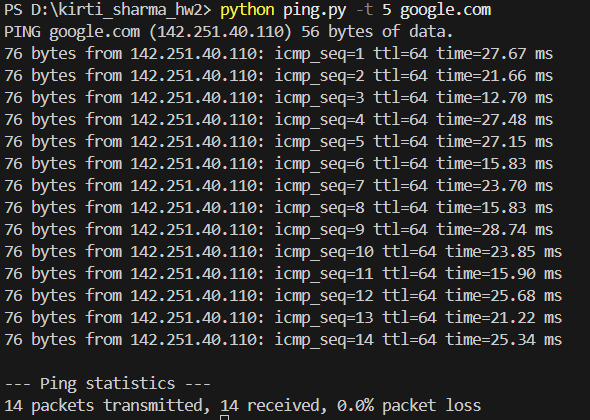 PS D:\kirti_sharma_hw2> python ping.py -t 5 google.com
PING google.com (142.251.40.110) 56 bytes of data.
76 bytes from 142.251.40.110: icmp_seq=1 ttl=64 time=27.67 ms
76 bytes from 142.251.40.110: icmp_seq=2 ttl=64 time=21.66 ms
76 bytes from 142.251.40.110: icmp_seq=3 ttl=64 time=12.70 ms
76 bytes from 142.251.40.110: icmp_seq=4 ttl=64 time=27.48 ms
76 bytes from 142.251.40.110: icmp_seq=5 ttl=64 time=27.15 ms
76 bytes from 142.251.40.110: icmp_seq=6 ttl=64 time=15.83 ms
76 bytes from 142.251.40.110: icmp_seq=7 ttl=64 time=23.70 ms
76 bytes from 142.251.40.110: icmp_seq=8 ttl=64 time=15.83 ms
76 bytes from 142.251.40.110: icmp_seq=9 ttl=64 time=28.74 ms
76 bytes from 142.251.40.110: icmp_seq=10 ttl=64 time=23.85 ms
76 bytes from 142.251.40.110: icmp_seq=11 ttl=64 time=15.90 ms
76 bytes from 142.251.40.110: icmp_seq=12 ttl=64 time=25.68 ms
76 bytes from 142.251.40.110: icmp_seq=13 ttl=64 time=21.22 ms
76 bytes from 142.251.40.110: icmp_seq=14 ttl=64 time=25.34 ms
--- Ping statistics ---
14 packets transmitted, 14 received, 0.0% packet loss